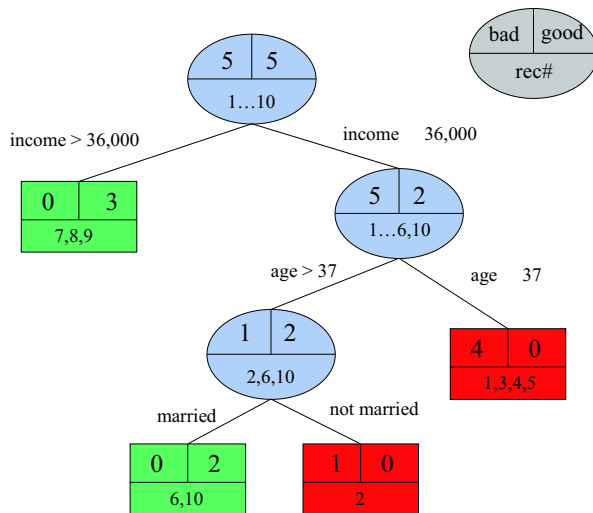 bad good
rec#
5 5
1…10
income > 36,000
income 36,000
0 3
7,8,9
5 2
1…6,10
age > 37
age 37
1 2
2,6,10
4 0
1,3,4,5
married
not married
0 2
6,10
1 0
2